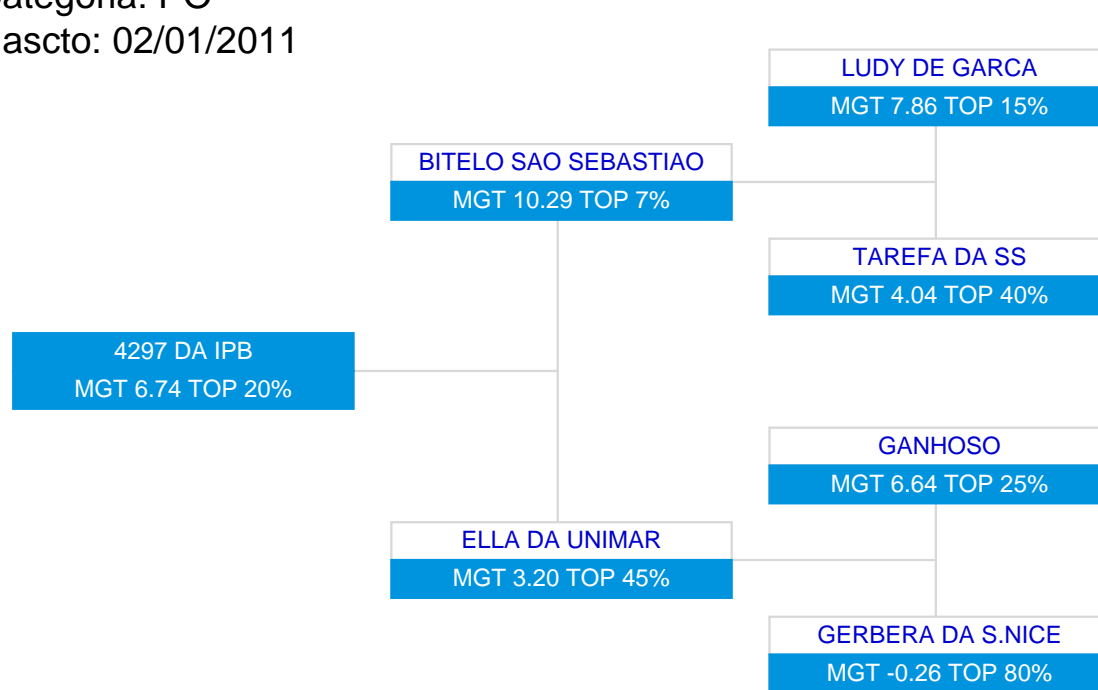 ascto: 02/01/2011
LUDY DE GARCA
MGT 7.86 TOP 15%
BITELO SAO SEBASTIAO
MGT 10.29 TOP 7%
TAREFA DA SS
MGT 4.04 TOP 40%
4297 DA IPB
MGT 6.74 TOP 20%
GANHOSO
MGT 6.64 TOP 25%
ELLA DA UNIMAR
MGT 3.20 TOP 45%
GERBERA DA S.NICE
MGT -0.26 TOP 80%